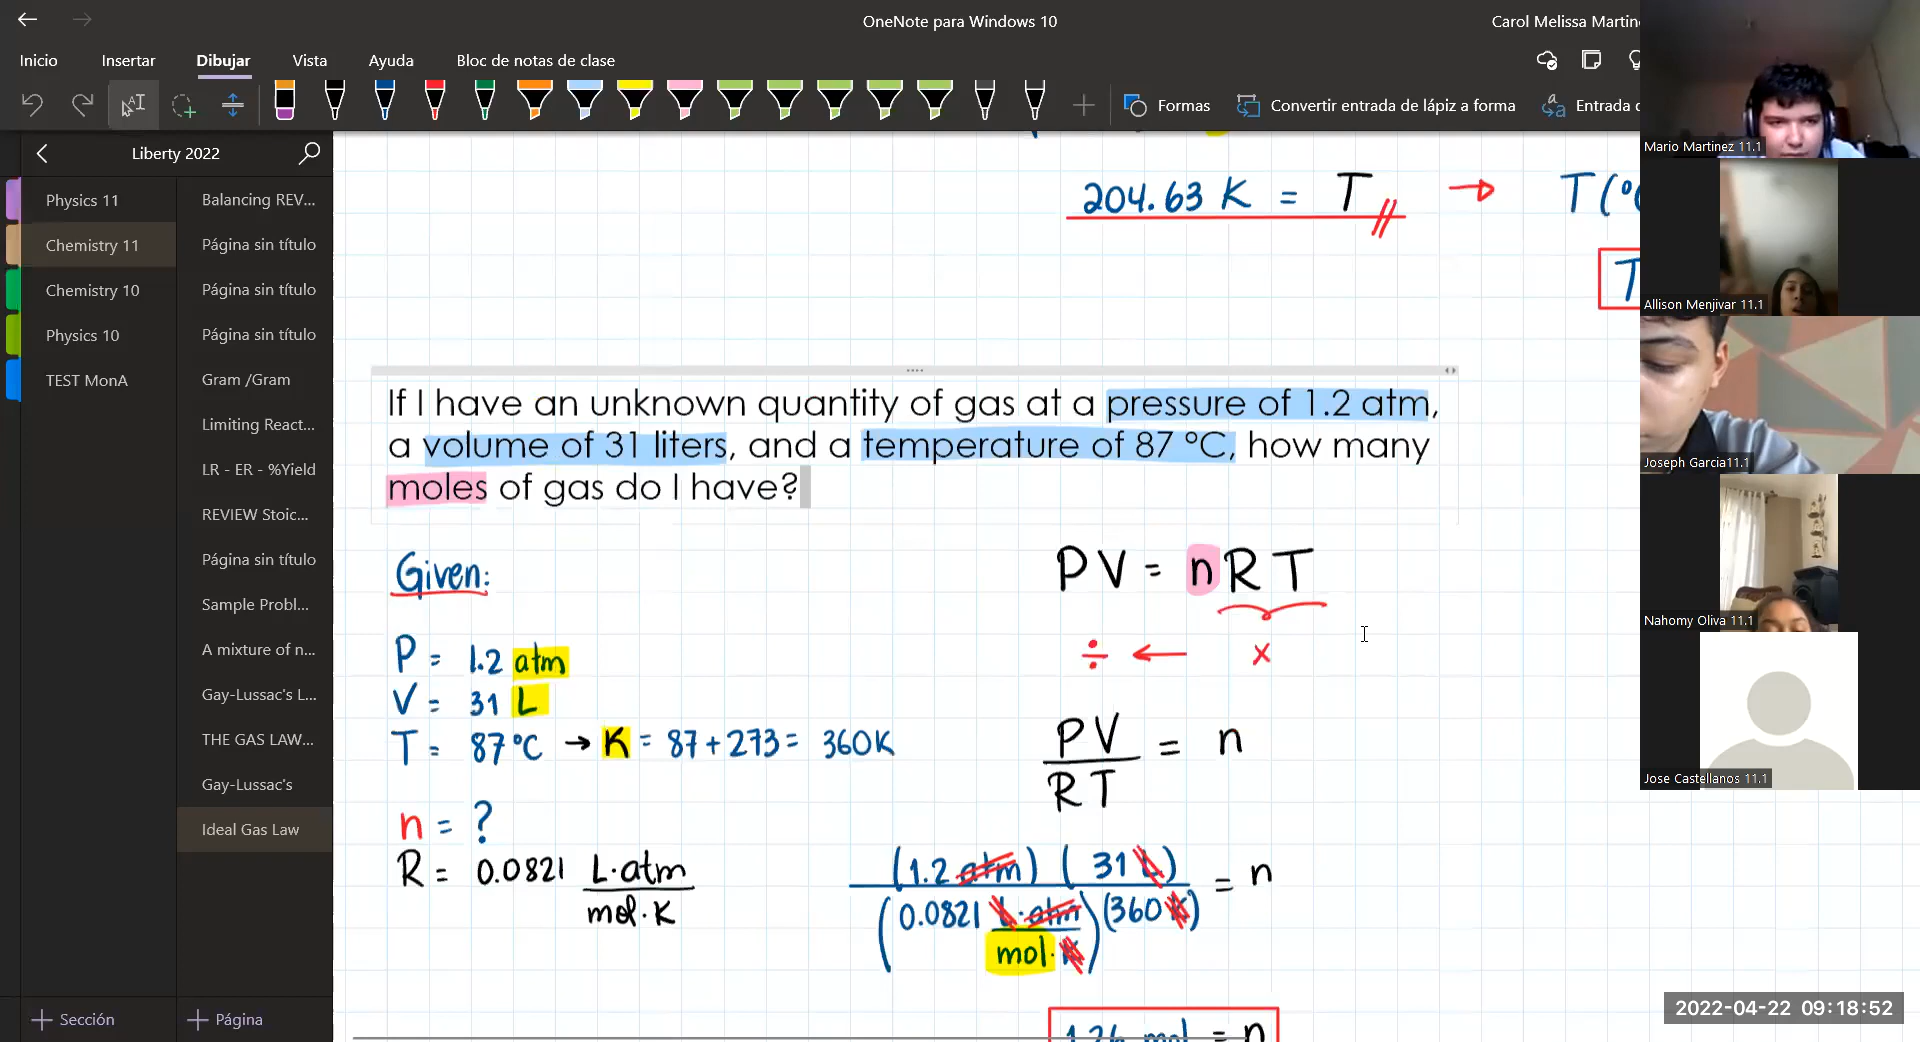 OneNote para Windows 10
Carol Melissa
Inicio Insertar Dibujar Vista Ayuda Bloc de notas de clase
Formas Convertir entrada de lápiz a forma Entrada
Liberty 2022
Physics 11
Chemistry 11
Chemistry 10
Physics 10
TEST MonA
Balancing REV...
Página sin título
Página sin título
Página sin título
Gram /Gram
Limiting React...
LR - ER - %Yield
REVIEW Stoic...
Página sin título
Sample Probl...
A mixture of n...
Gay-Lussac's L...
THE GAS LAW...
Gay-Lussac's
Ideal Gas Law
Sección
Página
204.63 K = T → T(°
T
If I have an unknown quantity of gas at a pressure of 1.2 atm,
a volume of 31 liters, and a temperature of 87 °C, how many
moles of gas do I have?
Given:
P = 1.2 atm
V = 31 L
T = 87 °C → K = 87 + 273 = 360K
n = ?
R = 0.0821 L·atm
mol·K
PV = nRT
÷ ← x
PV = n
RT
(1.2 atm) (31 L) = n
(0.0821 L·atm) (360 K)
mol·K
1.26 mol = n
Mario Martinez 11.1
Allison Menjivar 11.1
Joseph Garcia11.1
Nahomy Oliva 11.1
Jose Castellanos 11.1
2022-04-22 09:18:52